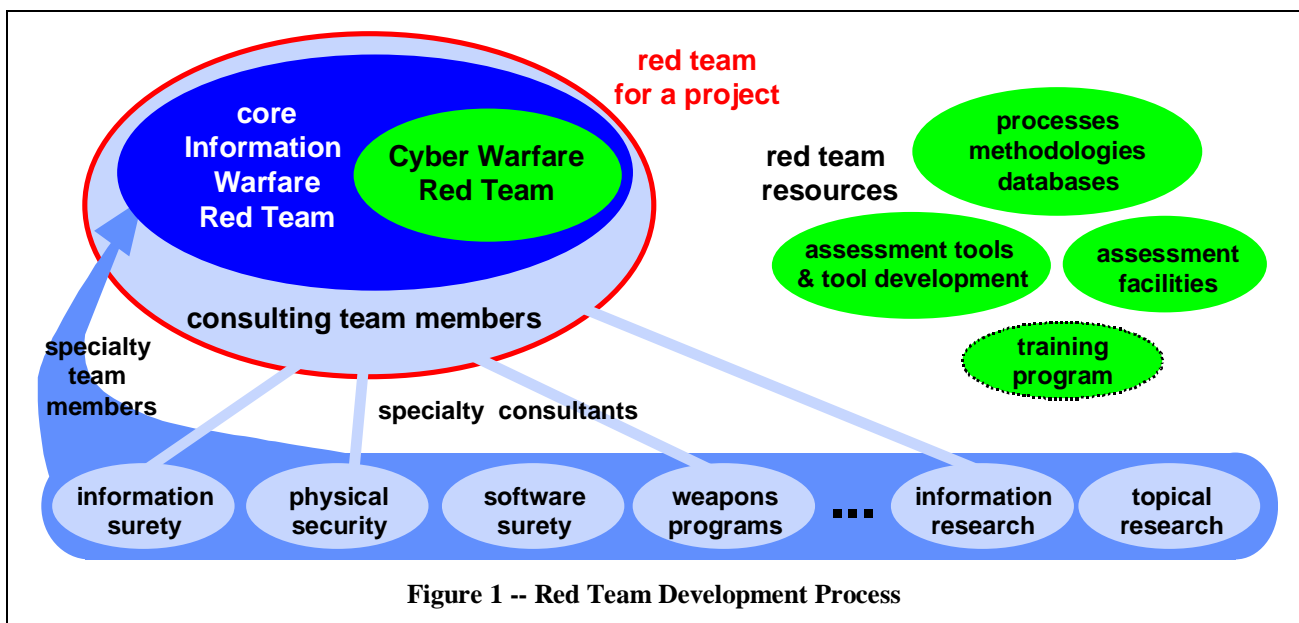 red team
for a project
core
Information
Warfare
Red Team
Cyber Warfare
Red Team
consulting team members
red team
resources
processes
methodologies
databases
assessment tools
& tool development
assessment
facilities
training
program
specialty
team
members
specialty consultants
information
surety
physical
security
software
surety
weapons
programs
...
information
research
topical
research
Figure 1 -- Red Team Development Process